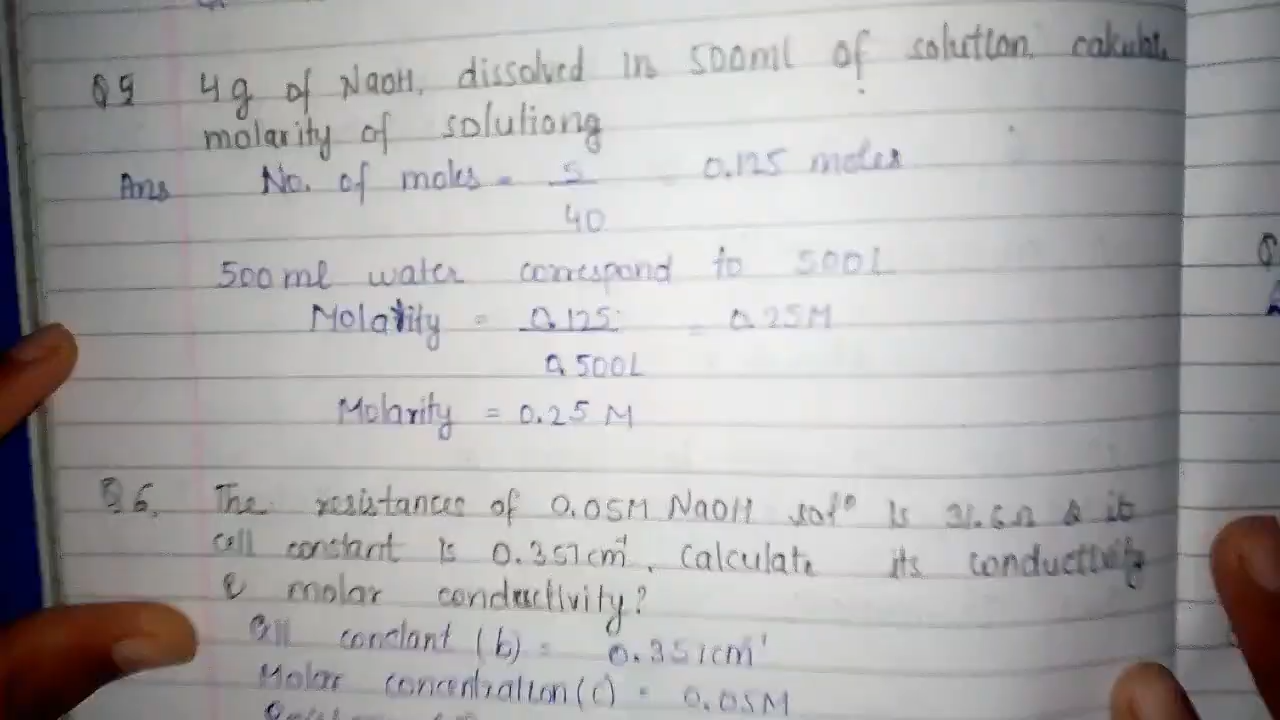 Q5 4g of NaOH, dissolved in 500ml of solution. calculate
molarity of solutiong
Ans No. of moles = 5/40 = 0.125 moles
500ml water correspond to 500L
Molarity = 0.125/0.500L = 0.25M
Molarity = 0.25 M
Q6. The resistances of 0.05M NaOH sol° is 31.6Ω & it
cell constant is 0.357cm⁻¹. Calculate its conductivity
& molar conductivity?
Cell constant (b) = 0.357cm⁻¹
Molar concentration (c) = 0.05M